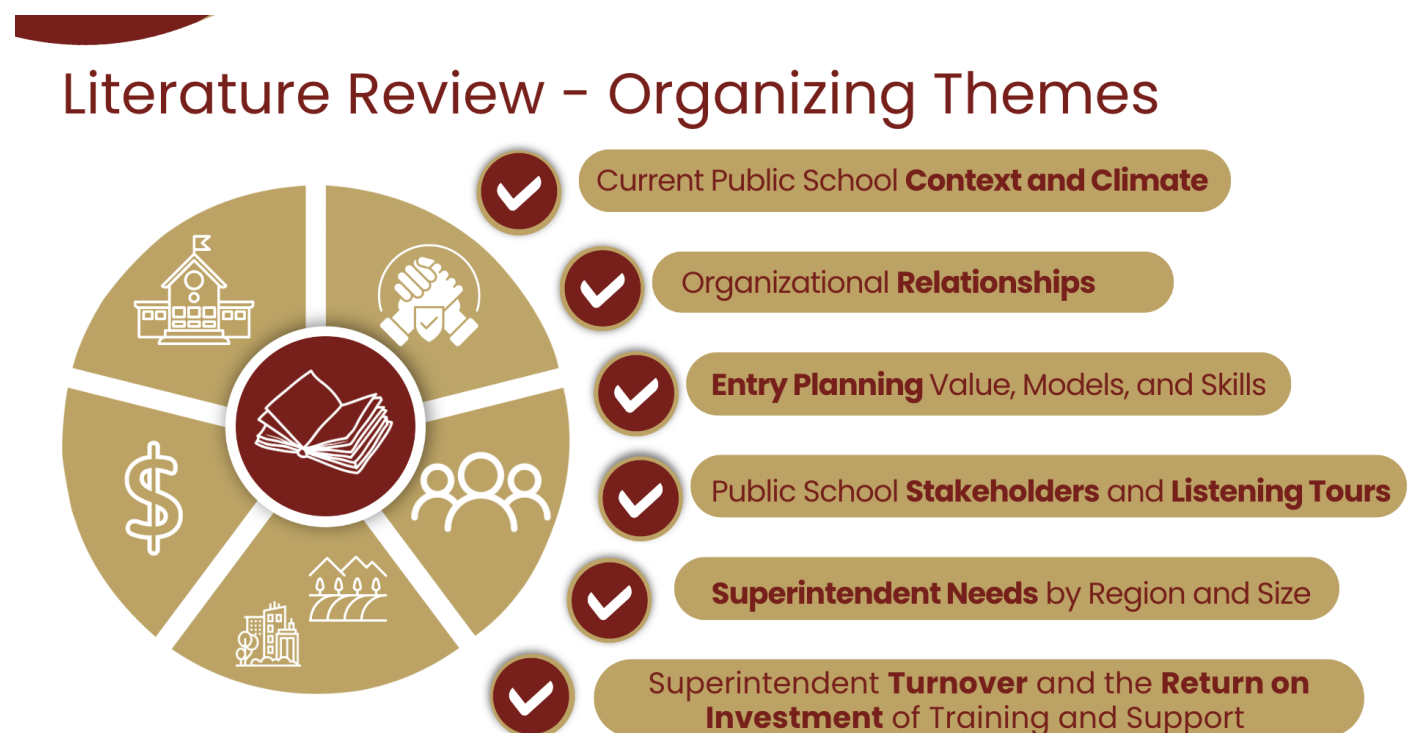 Literature Review - Organizing Themes
Current Public School Context and Climate
Organizational Relationships
Entry Planning Value, Models, and Skills
Public School Stakeholders and Listening Tours
Superintendent Needs by Region and Size
Superintendent Turnover and the Return on
Investment of Training and Support